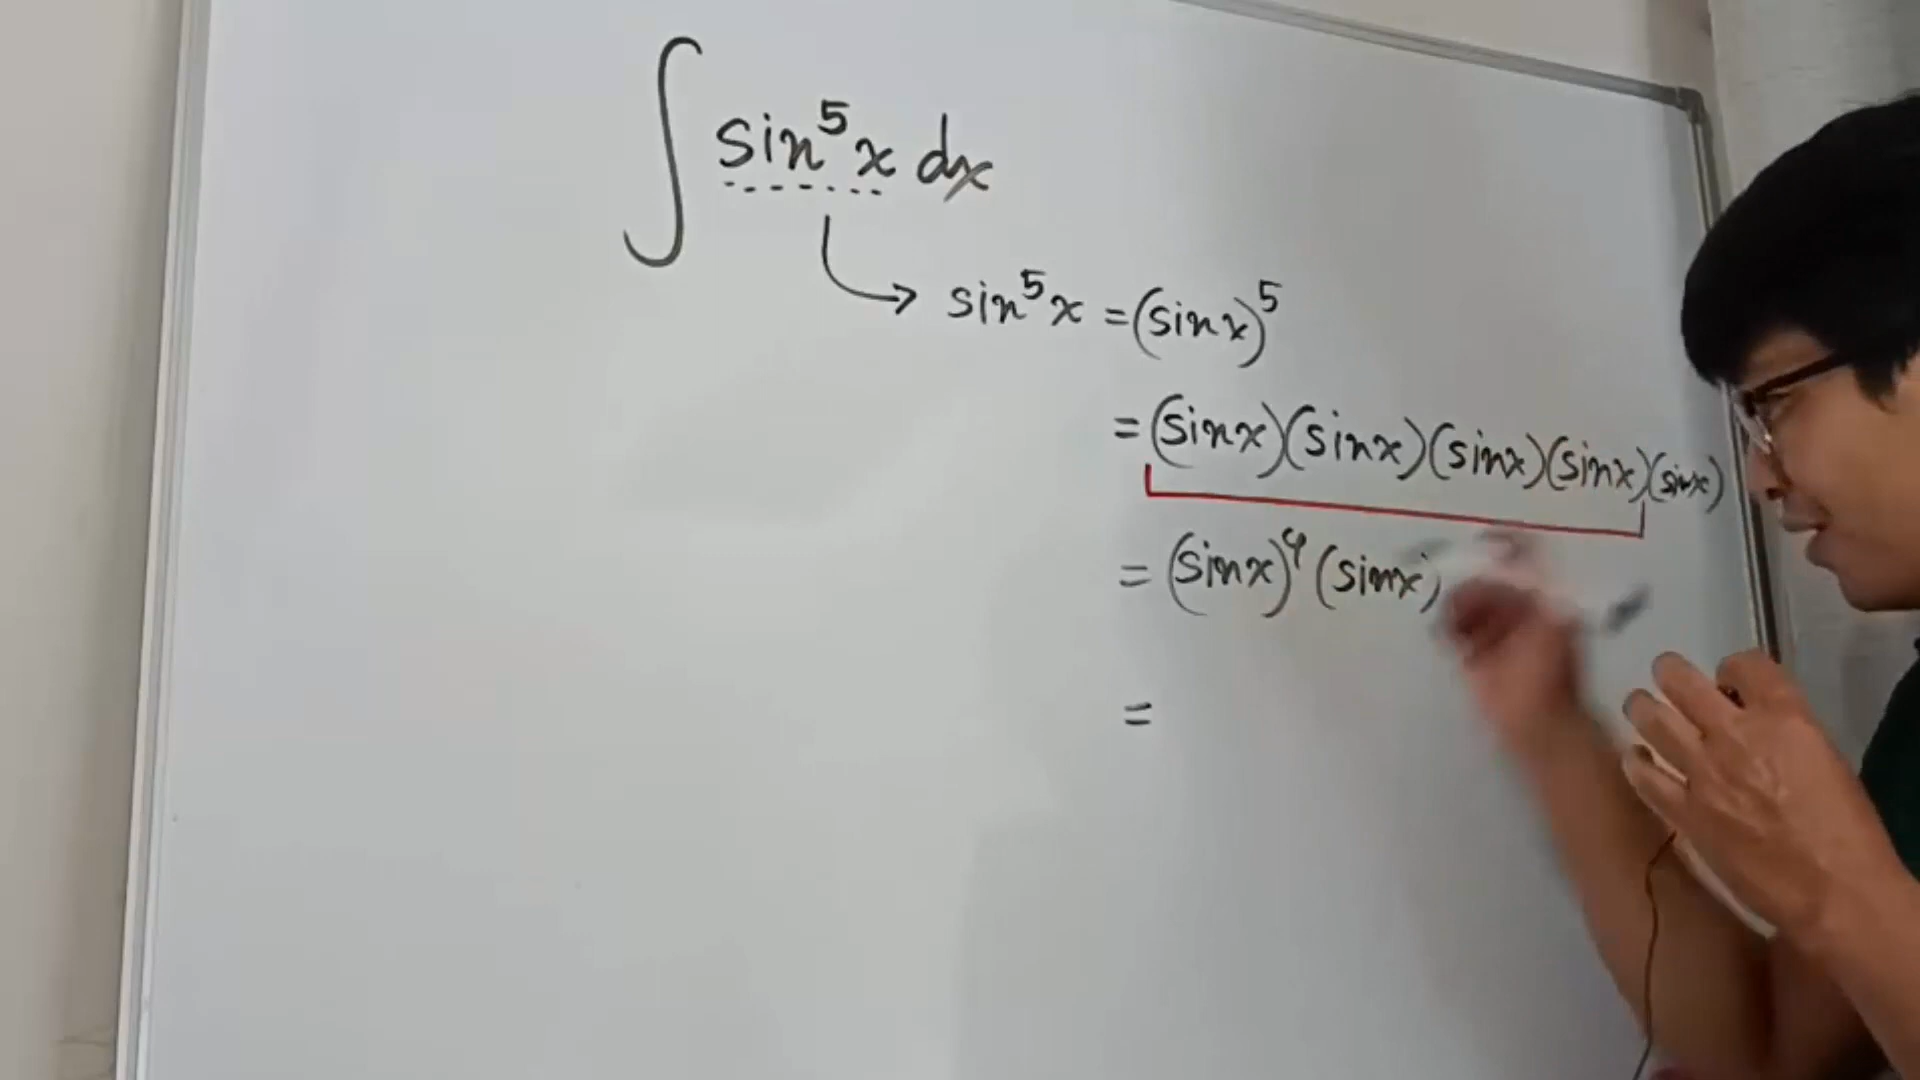 ∫ sin⁵x dx
→ sin⁵x = (sinx)⁵
= (sinx)(sinx)(sinx)(sinx)(sinx)
= (sinx)⁴(sinx)
=